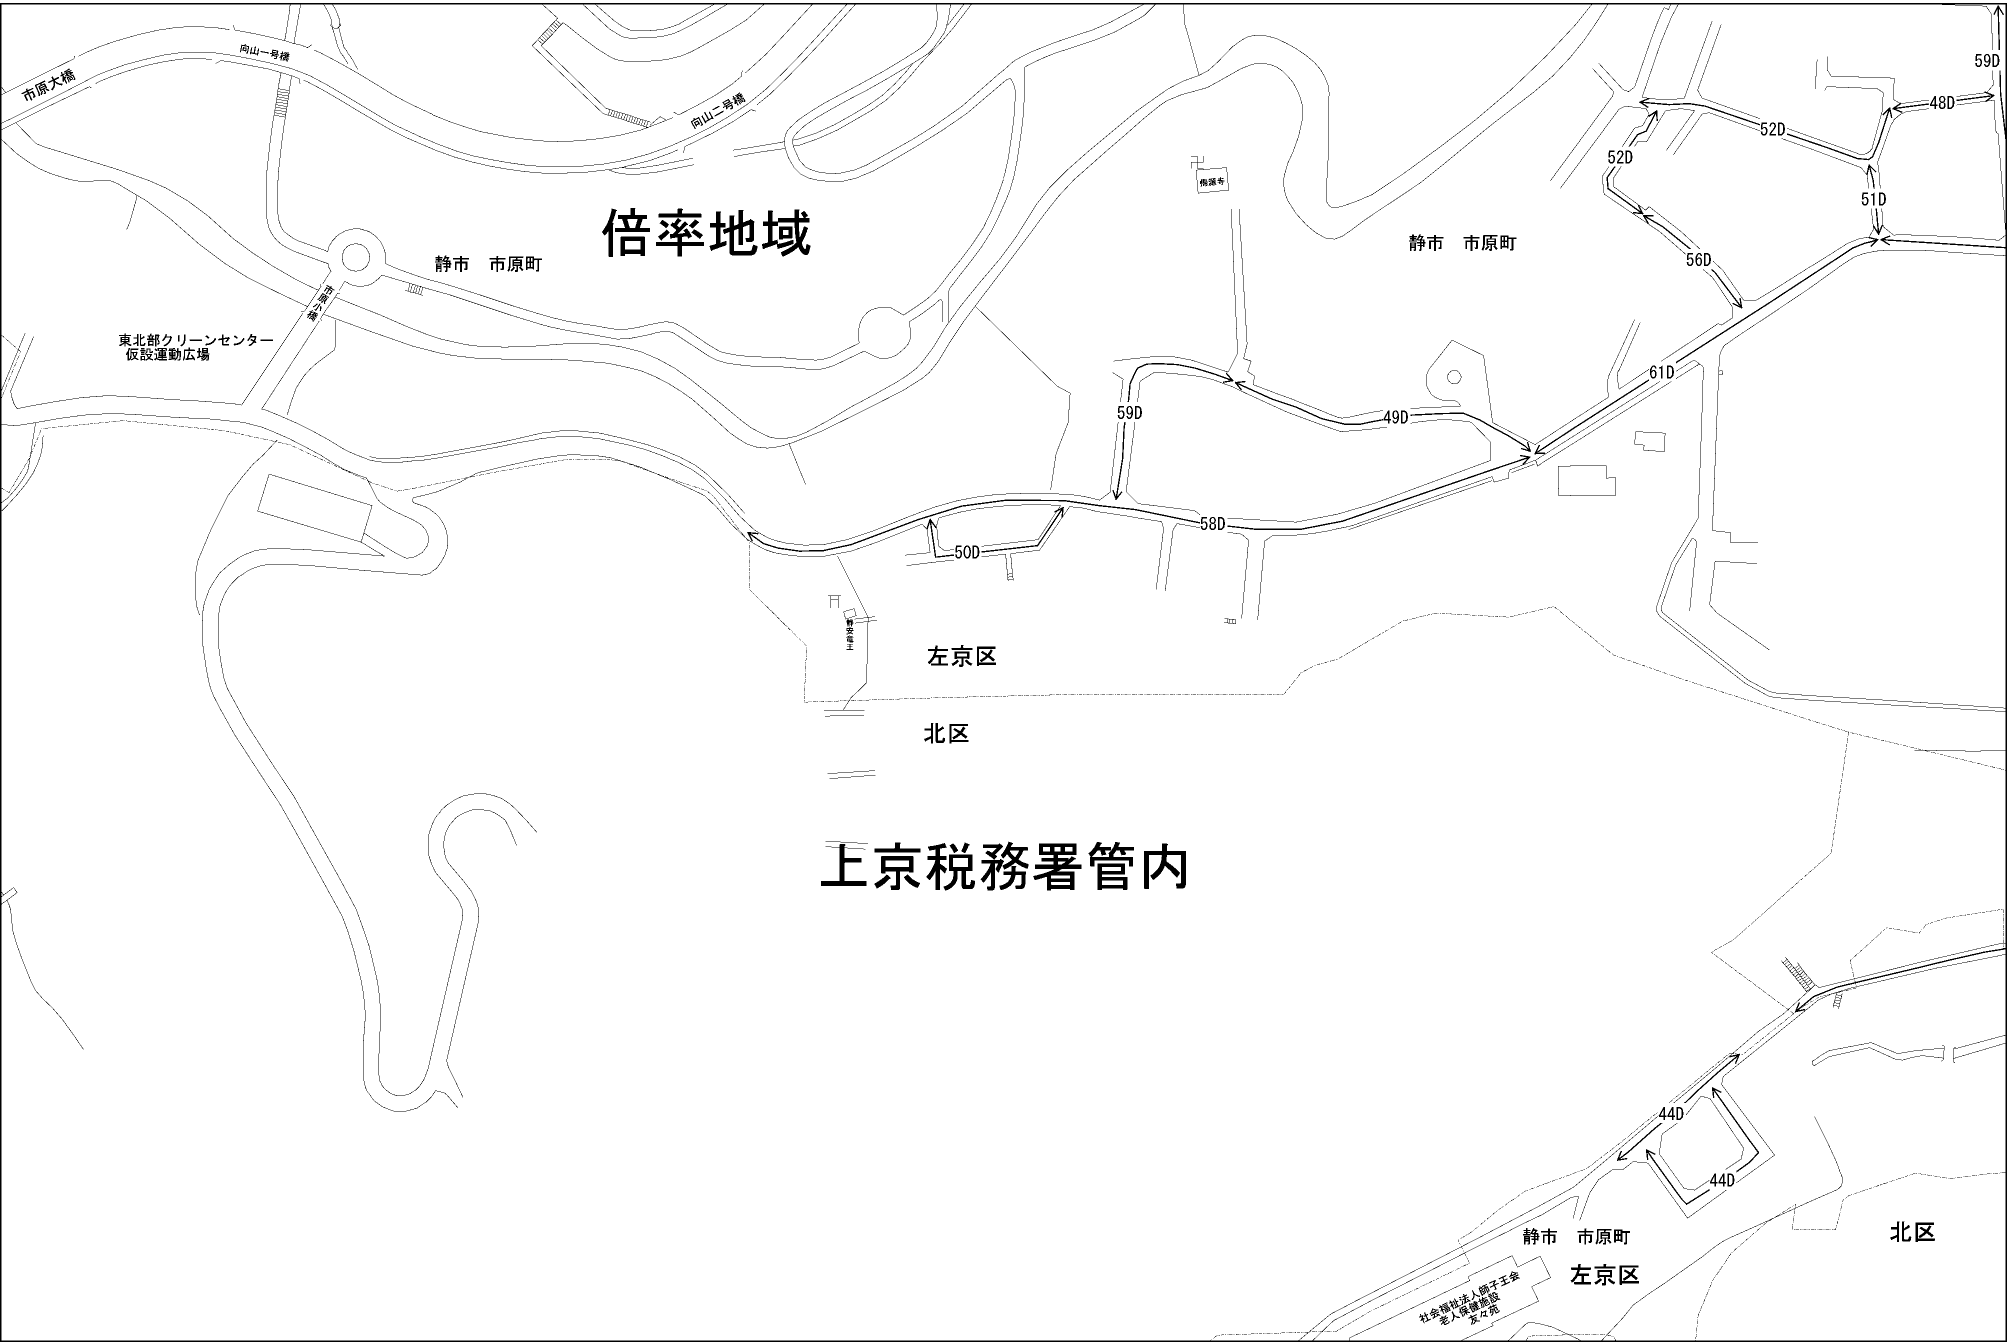 向山一号橋
市原大橋
向山二号橋
59D
48D
52D
52D
51D
倍率地域
静市　市原町
静市　市原町
56D
市原小橋
東北部クリーンセンター
仮設運動広場
61D
59D
49D
58D
50D
静安竜王
左京区
北区
上京税務署管内
44D
44D
静市　市原町
北区
左京区
社会福祉法人師子王会
老人保健施設
友々苑